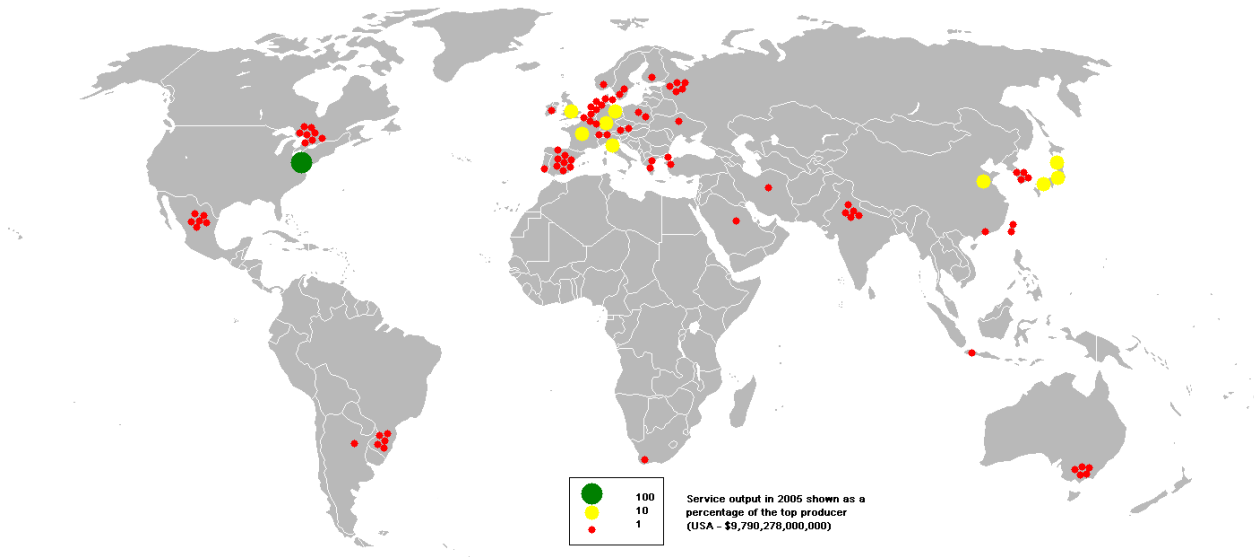 100
10
1
Service output in 2005 shown as a
percentage of the top producer
(USA - $9,790,278,000,000)